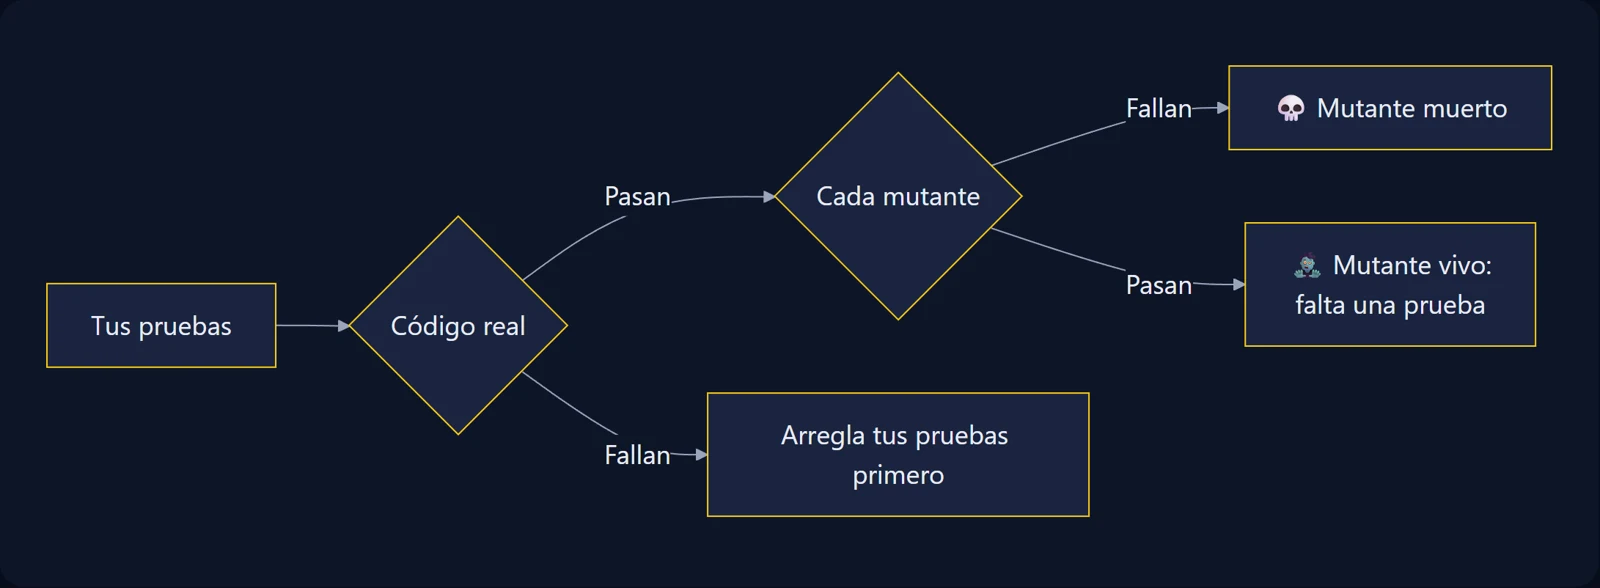 Tus pruebas
Código real
Pasan
Fallan
Cada mutante
Arregla tus pruebas
primero
Fallan
Pasan
💀 Mutante muerto
🧟 Mutante vivo:
falta una prueba